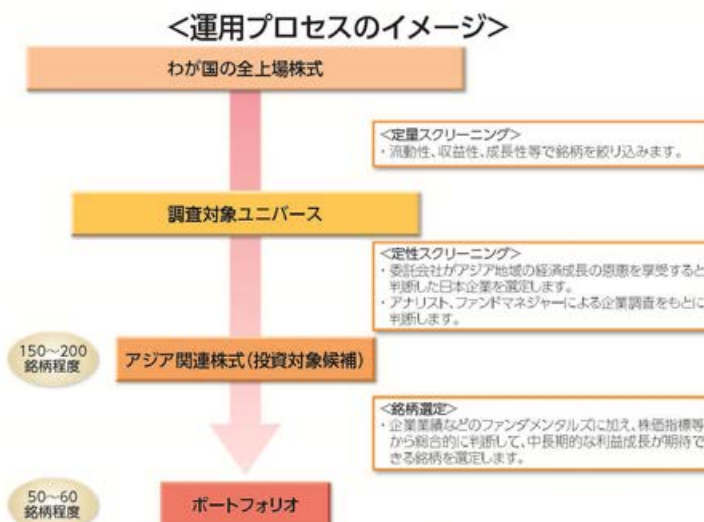 ＜運用プロセスのイメージ＞
わが国の全上場株式
＜定量スクリーニング＞
・流動性、収益性、成長性等で銘柄を絞り込みます。
調査対象ユニバース
＜定性スクリーニング＞
・委託会社がアジア地域の経済成長の恩恵を享受すると
判断した日本企業を選定します。
・アナリスト、ファンドマネジャーによる企業調査をもとに
判断します。
150～200
銘柄程度
アジア関連株式（投資対象候補）
＜銘柄選定＞
・企業業績などのファンダメンタルズに加え、株価指標等
から総合的に判断して、中長期的な利益成長が期待で
きる銘柄を選定します。
50～60
銘柄程度
ポートフォリオ